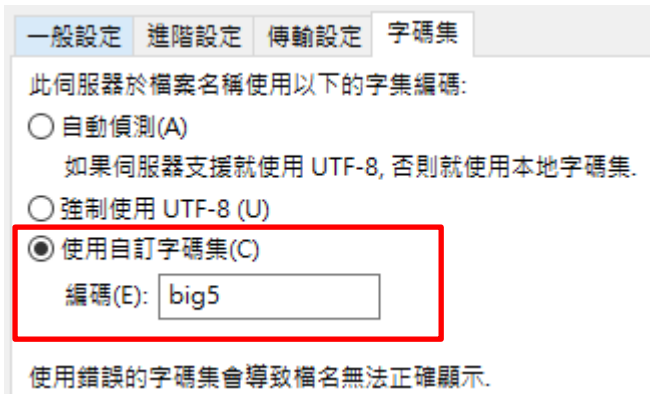 一般設定 進階設定 傳輸設定 字碼集
此伺服器於檔案名稱使用以下的字集編碼:
自動偵測(A)
如果伺服器支援就使用 UTF-8, 否則就使用本地字碼集.
強制使用 UTF-8 (U)
使用自訂字碼集(C)
編碼(E): big5
使用錯誤的字碼集會導致檔名無法正確顯示.